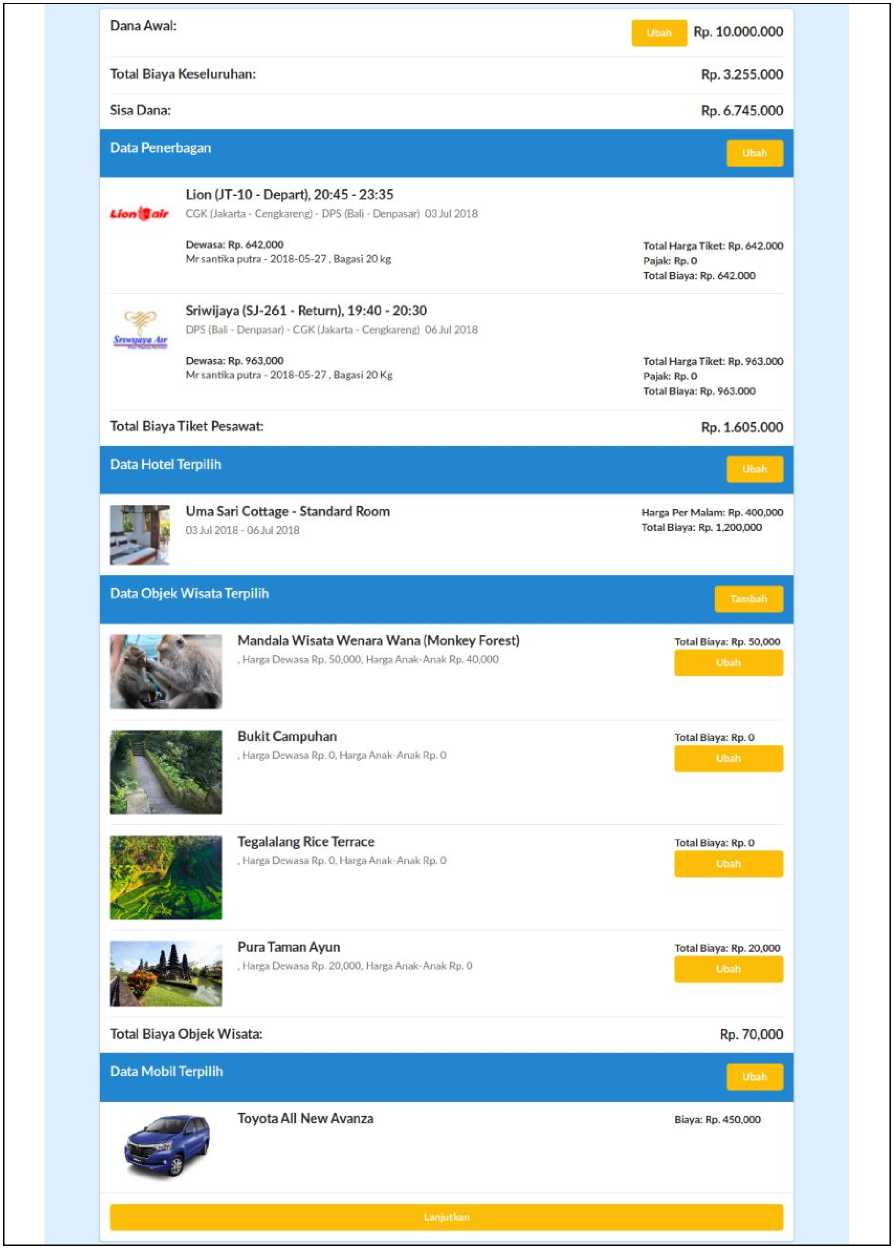 Dana Awal:
Ubah Rp. 10.000.000
Total Biaya Keseluruhan:
Rp. 3.255.000
Sisa Dana:
Rp. 6.745.000
Data Penerbagan
Ubah
Lion air
Lion (JT-10 - Depart), 20:45 - 23:35
CGK (Jakarta - Cengkareng) - DPS (Bali - Denpasar) 03 Jul 2018
Dewasa: Rp. 642,000
Mr santika putra - 2018-05-27 , Bagasi 20 kg
Total Harga Tiket: Rp. 642.000
Pajak: Rp. 0
Total Biaya: Rp. 642.000
Sriwijaya Air
Sriwijaya (SJ-261 - Return), 19:40 - 20:30
DPS (Bali - Denpasar) - CGK (Jakarta - Cengkareng) 06 Jul 2018
Dewasa: Rp. 963,000
Mr santika putra - 2018-05-27 , Bagasi 20 Kg
Total Harga Tiket: Rp. 963.000
Pajak: Rp. 0
Total Biaya: Rp. 963.000
Total Biaya Tiket Pesawat:
Rp. 1.605.000
Data Hotel Terpilih
Ubah
Uma Sari Cottage - Standard Room
03 Jul 2018 - 06 Jul 2018
Harga Per Malam: Rp. 400,000
Total Biaya: Rp. 1,200,000
Data Objek Wisata Terpilih
Tambah
Mandala Wisata Wenara Wana (Monkey Forest)
, Harga Dewasa Rp. 50,000, Harga Anak-Anak Rp. 40,000
Total Biaya: Rp. 50,000
Ubah
Bukit Campuhan
, Harga Dewasa Rp. 0, Harga Anak-Anak Rp. 0
Total Biaya: Rp. 0
Ubah
Tegalalang Rice Terrace
, Harga Dewasa Rp. 0, Harga Anak-Anak Rp. 0
Total Biaya: Rp. 0
Ubah
Pura Taman Ayun
, Harga Dewasa Rp. 20,000, Harga Anak-Anak Rp. 0
Total Biaya: Rp. 20,000
Ubah
Total Biaya Objek Wisata:
Rp. 70,000
Data Mobil Terpilih
Ubah
Toyota All New Avanza
Biaya: Rp. 450,000
Lanjutkan